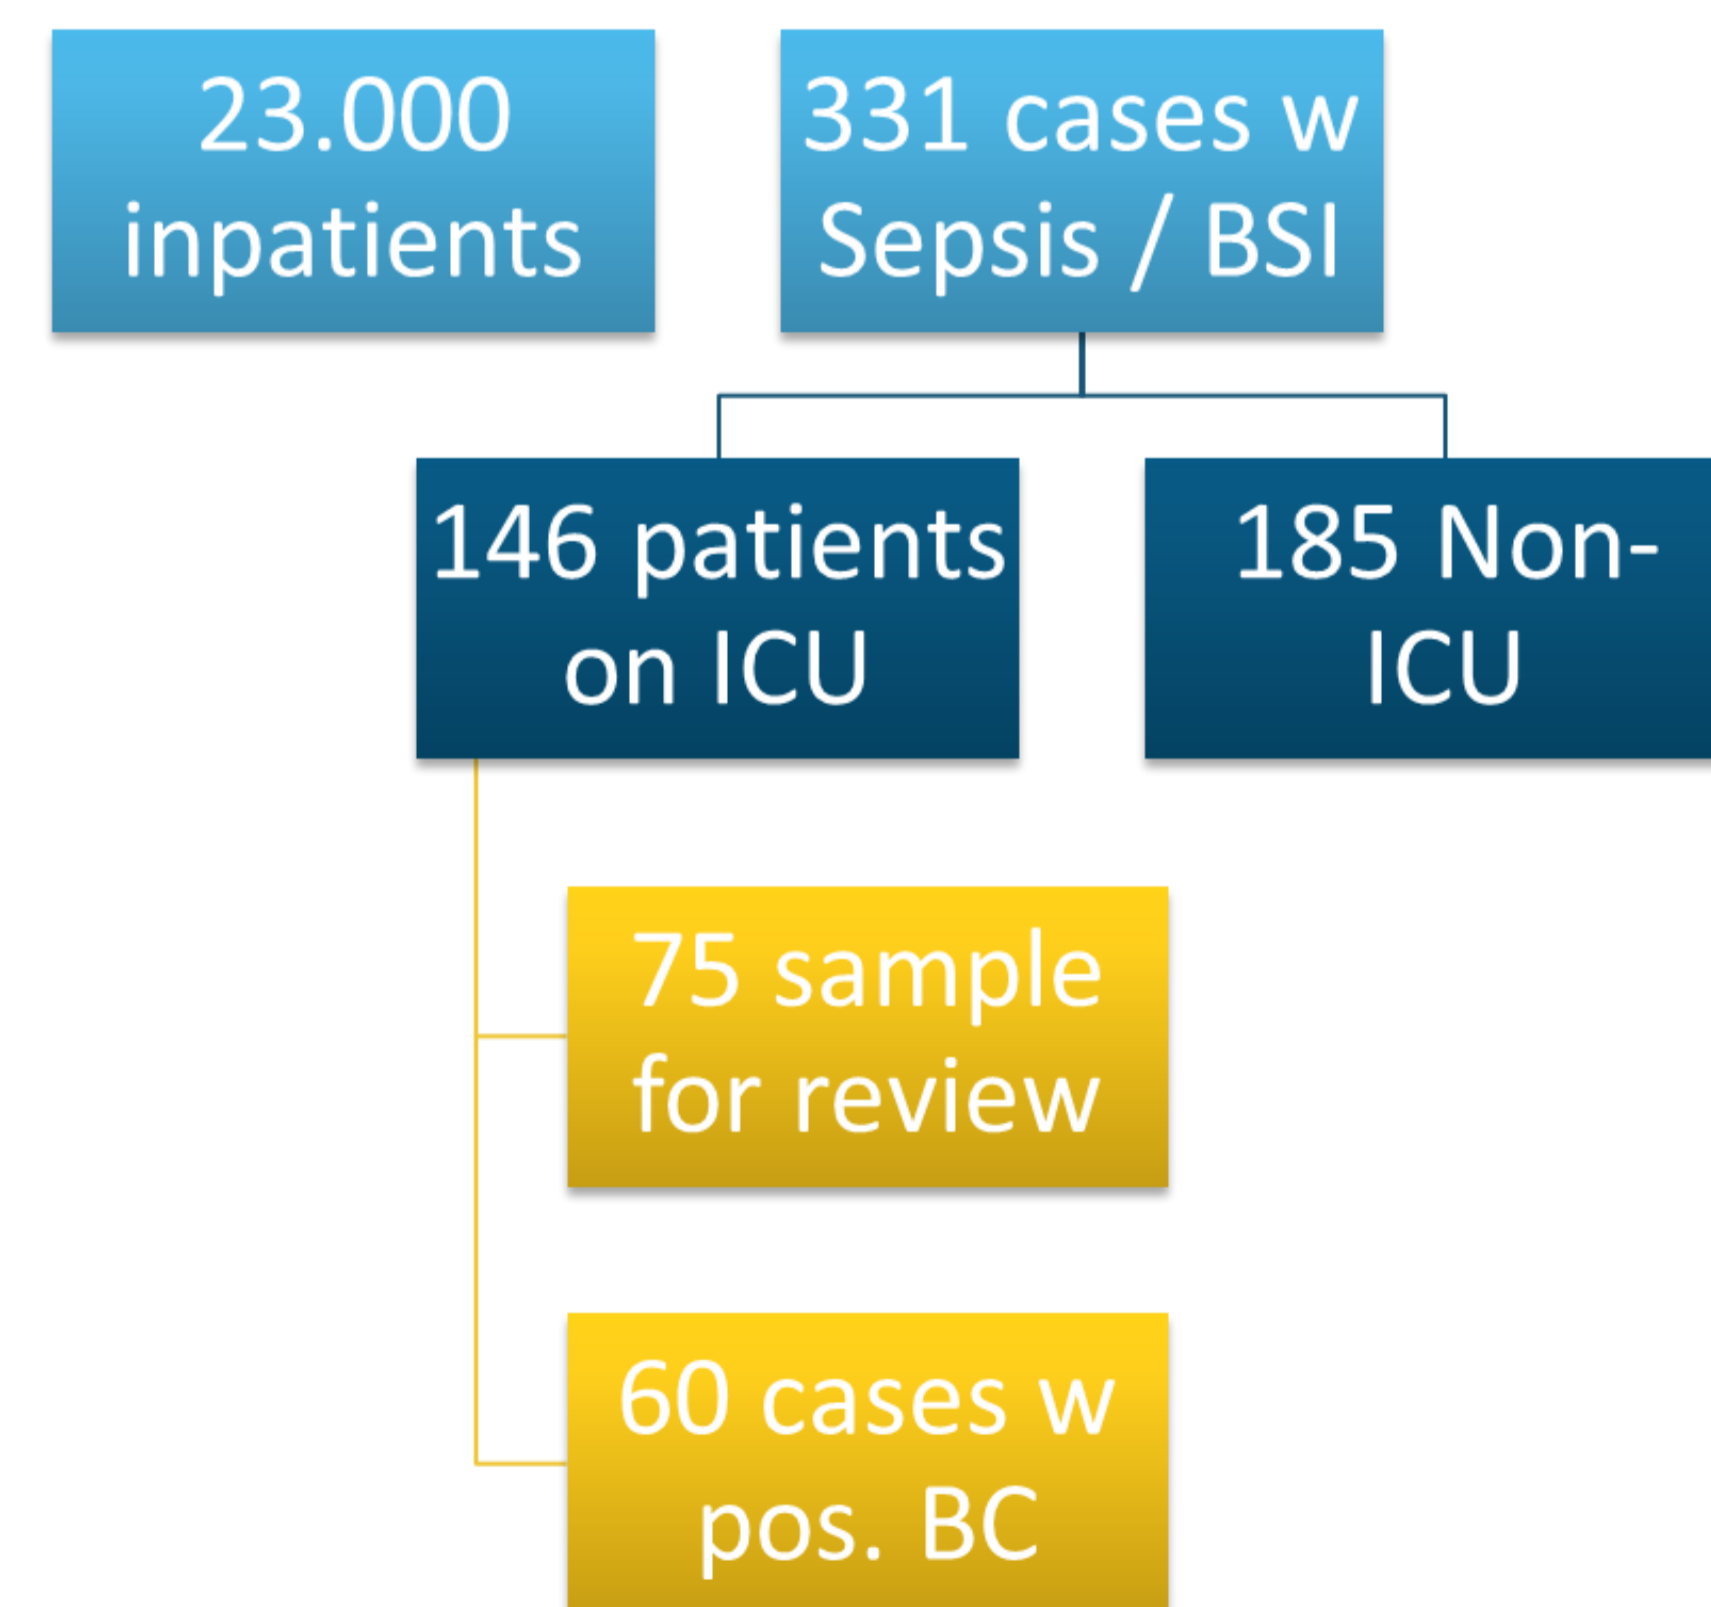 23.000
inpatients
331 cases w
Sepsis / BSI
146 patients
on ICU
185 Non-
ICU
75 sample
for review
60 cases w
pos. BC